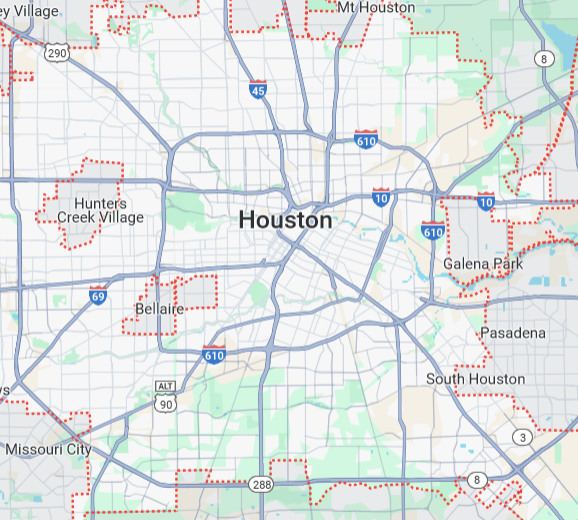 ey Village
Mt Houston
290
8
45
610
10
10
Hunters
Creek Village
Houston
610
Galena Park
69
Bellaire
Pasadena
610
South Houston
ALT
90
ws
3
Missouri City
288
8